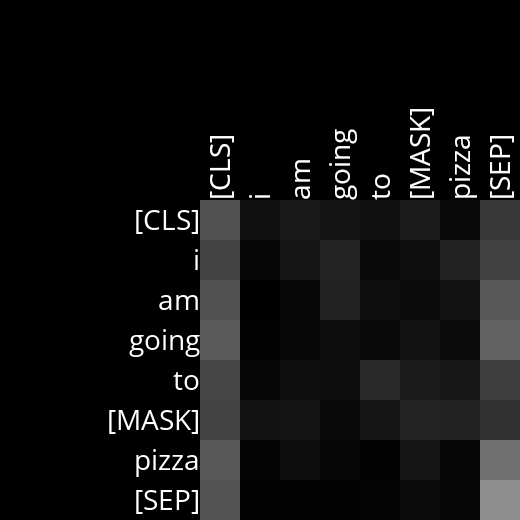 [CLS]
i
am
going
to
[MASK]
pizza
[SEP]
[CLS]
i
am
going
to
[MASK]
pizza
[SEP]